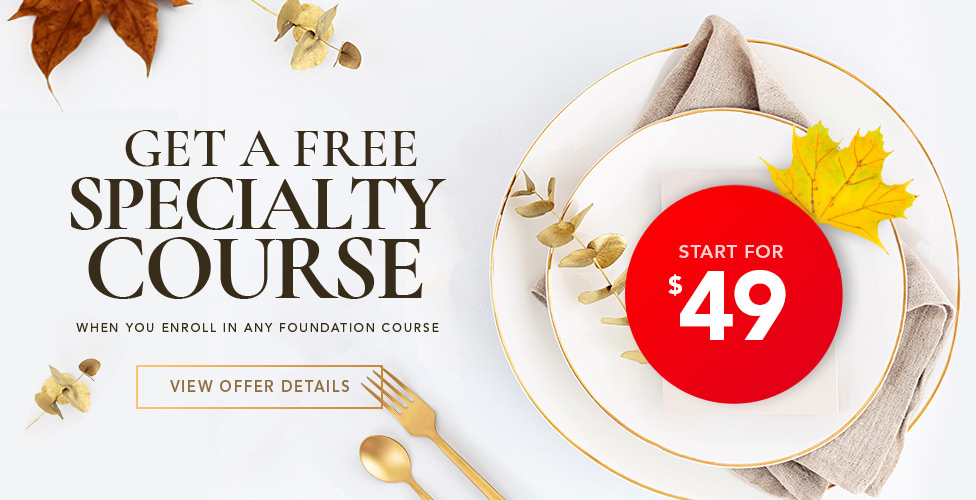 GET A FREE
SPECIALTY
COURSE
WHEN YOU ENROLL IN ANY FOUNDATION COURSE
VIEW OFFER DETAILS
START FOR
$49